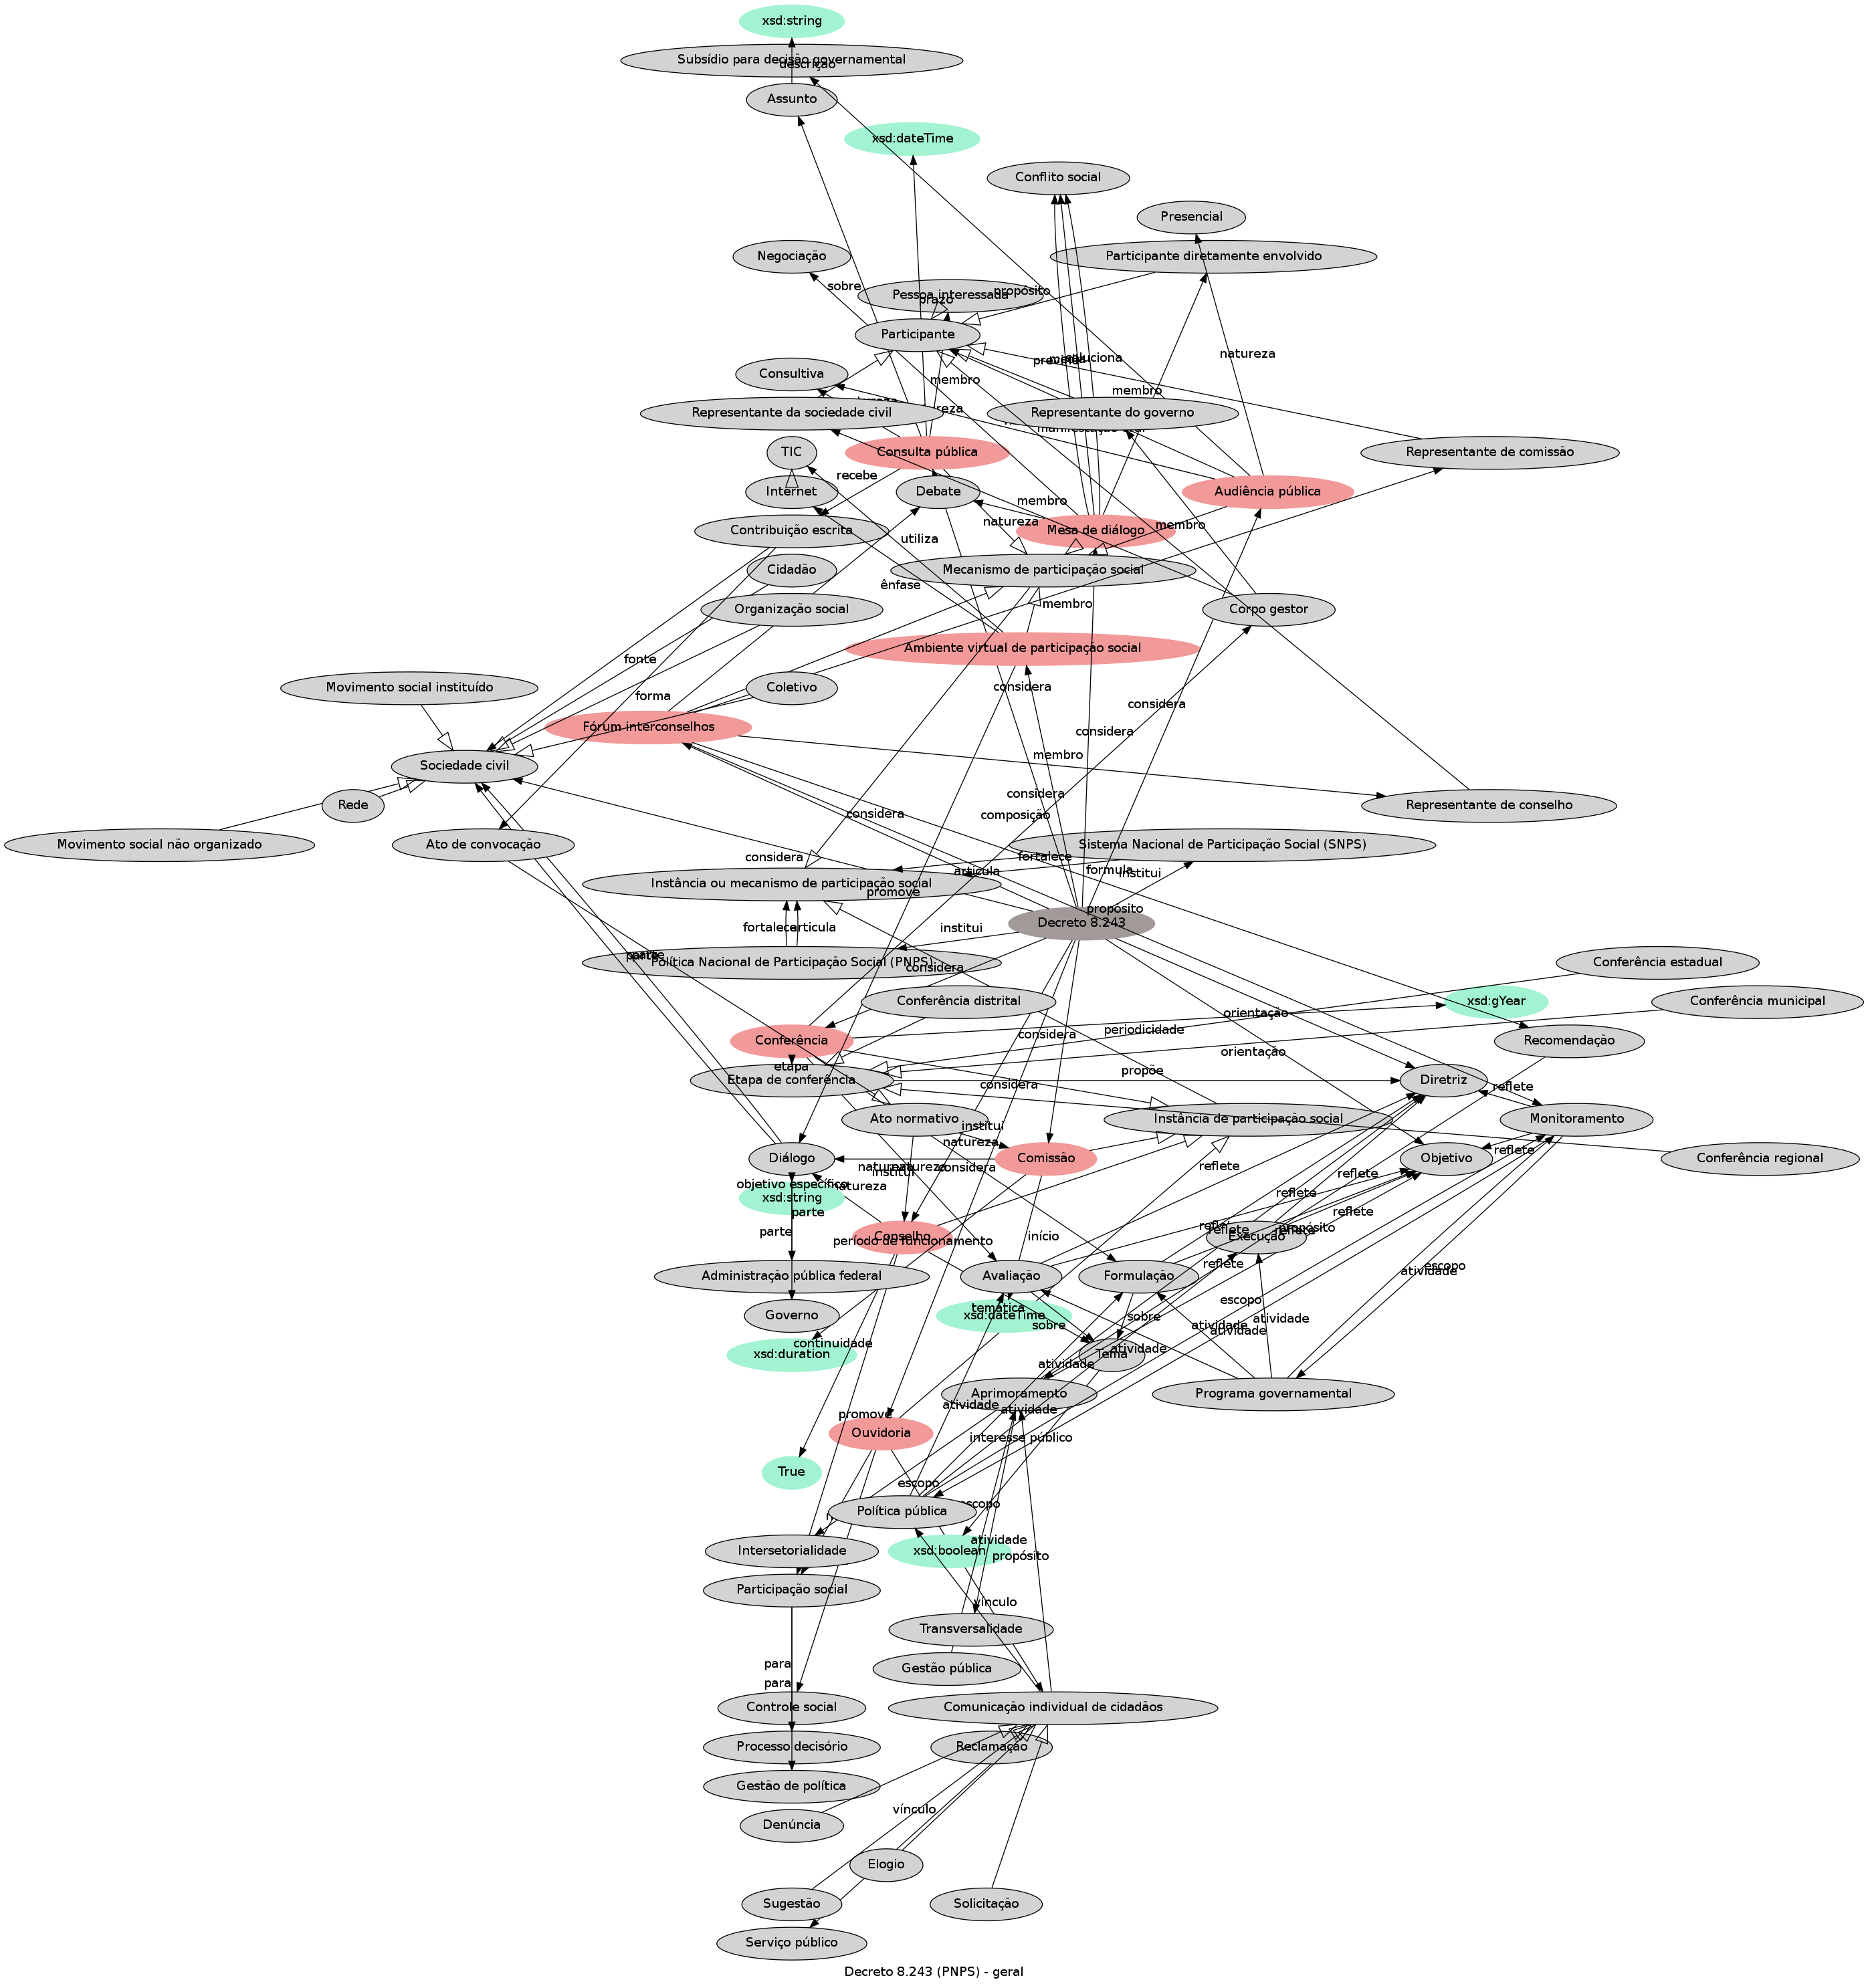 xsd:string
Subsídio para decisão governamental
descrição
Assunto
xsd:dateTime
Conflito social
Presencial
Negociação
Participante diretamente envolvido
sobre
Pessoa interessada
propósito
prazo
Participante
natureza
previne
soluciona
Consultiva
membro
membro
Representante da sociedade civil
Representante do governo
Consulta pública
TIC
Representante de comissão
recebe
Internet
Debate
Audiência pública
membro
Contribuição escrita
natureza
Mesa de diálogo
membro
utiliza
Cidadão
Mecanismo de participação social
ênfase
Organização social
membro
Corpo gestor
Ambiente virtual de participação social
fonte
Movimento social instituído
Coletivo
considera
forma
considera
Fórum interconselhos
considera
membro
Sociedade civil
considera
Rede
Representante de conselho
considera
composição
Movimento social não organizado
Ato de convocação
Sistema Nacional de Participação Social (SNPS)
considera
fortalece
articula
formula
institui
Instância ou mecanismo de participação social
promove
propósito
fortalece
articula
institui
Decreto 8.243
parte
parte
Política Nacional de Participação Social (PNPS)
considera
Conferência estadual
Conferência distrital
xsd:gYear
Conferência municipal
orientação
considera
periodicidade
Conferência
Recomendação
orientação
etapa
propõe
Etapa de conferência
considera
Diretriz
reflete
Ato normativo
Instância de participação social
Monitoramento
institui
natureza
Diálogo
Comissão
Objetivo
reflete
Conferência regional
natureza
natureza
institui
considera
reflete
reflete
objetivo específico
natureza
xsd:string
parte
reflete
reflete
parte
Conselho
período de funcionamento
início
reflete
reflete
propósito
Execução
reflete
Administração pública federal
Avaliação
Formulação
atividade
escopo
Governo
temática
xsd:dateTime
sobre
sobre
escopo
atividade
atividade
atividade
continuidade
xsd:duration
Tema
atividade
atividade
Aprimoramento
Programa governamental
atividade
atividade
promove
Ouvidoria
interesse público
True
escopo
escopo
Política pública
atividade
Intersetorialidade
xsd:boolean
propósito
Participação social
vínculo
Transversalidade
para
Gestão pública
para
Controle social
Comunicação individual de cidadãos
Processo decisório
Reclamação
Gestão de política
vínculo
Denúncia
Elogio
Sugestão
Solicitação
Serviço público
Decreto 8.243 (PNPS) - geral